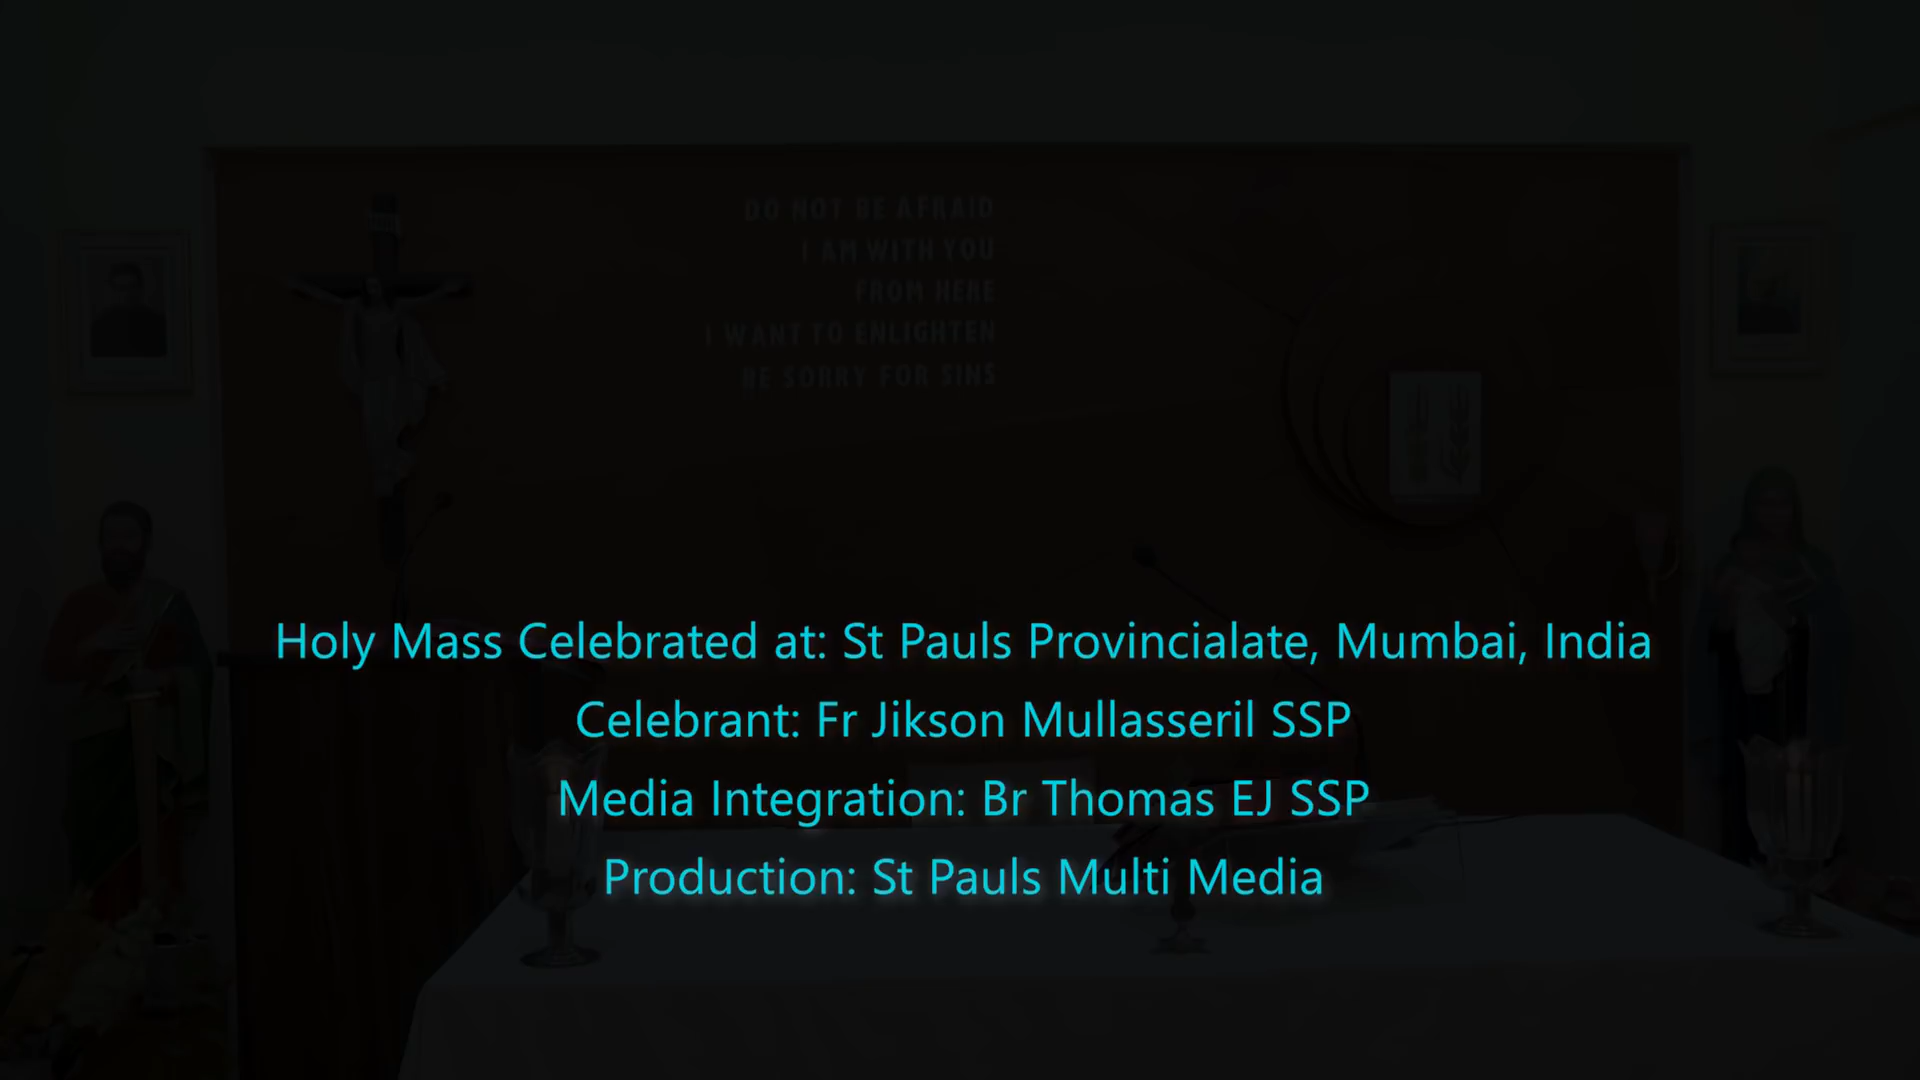 DO NOT BE AFRAID
I AM WITH YOU
FROM HERE
I WANT TO ENLIGHTEN
BE SORRY FOR SINS
Holy Mass Celebrated at: St Pauls Provincialate, Mumbai, India
Celebrant: Fr Jikson Mullasseril SSP
Media Integration: Br Thomas EJ SSP
Production: St Pauls Multi Media